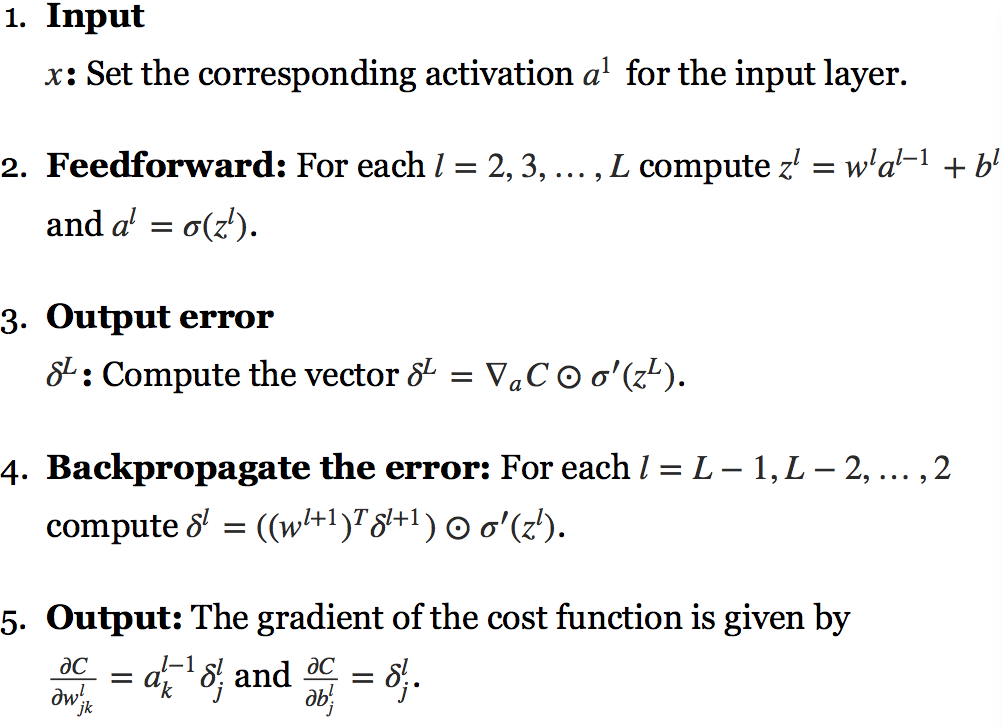 1. Input
x: Set the corresponding activation a¹ for the input layer.
2. Feedforward: For each l = 2, 3, … , L compute zˡ = wˡaˡ⁻¹ + bˡ
and aˡ = σ(zˡ).
3. Output error
δᴸ: Compute the vector δᴸ = ∇ₐC ⊙ σ′(zᴸ).
4. Backpropagate the error: For each l = L − 1, L − 2, … , 2
compute δˡ = ((wˡ⁺¹)ᵀδˡ⁺¹) ⊙ σ′(zˡ).
5. Output: The gradient of the cost function is given by
∂C/∂wˡⱼₖ = aₖˡ⁻¹δⱼˡ and ∂C/∂bⱼˡ = δⱼˡ.